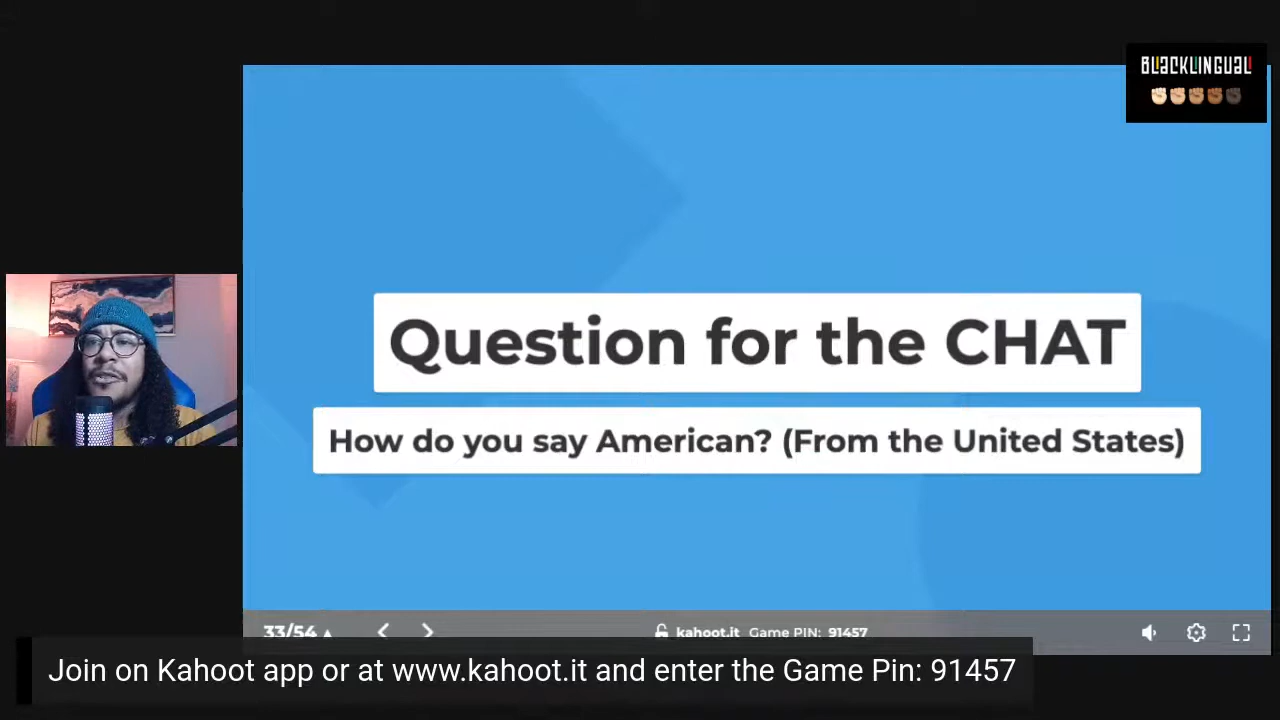 BLACKLINGUAL
Question for the CHAT
How do you say American? (From the United States)
33/54
kahoot.it Game PIN: 91457
Join on Kahoot app or at www.kahoot.it and enter the Game Pin: 91457